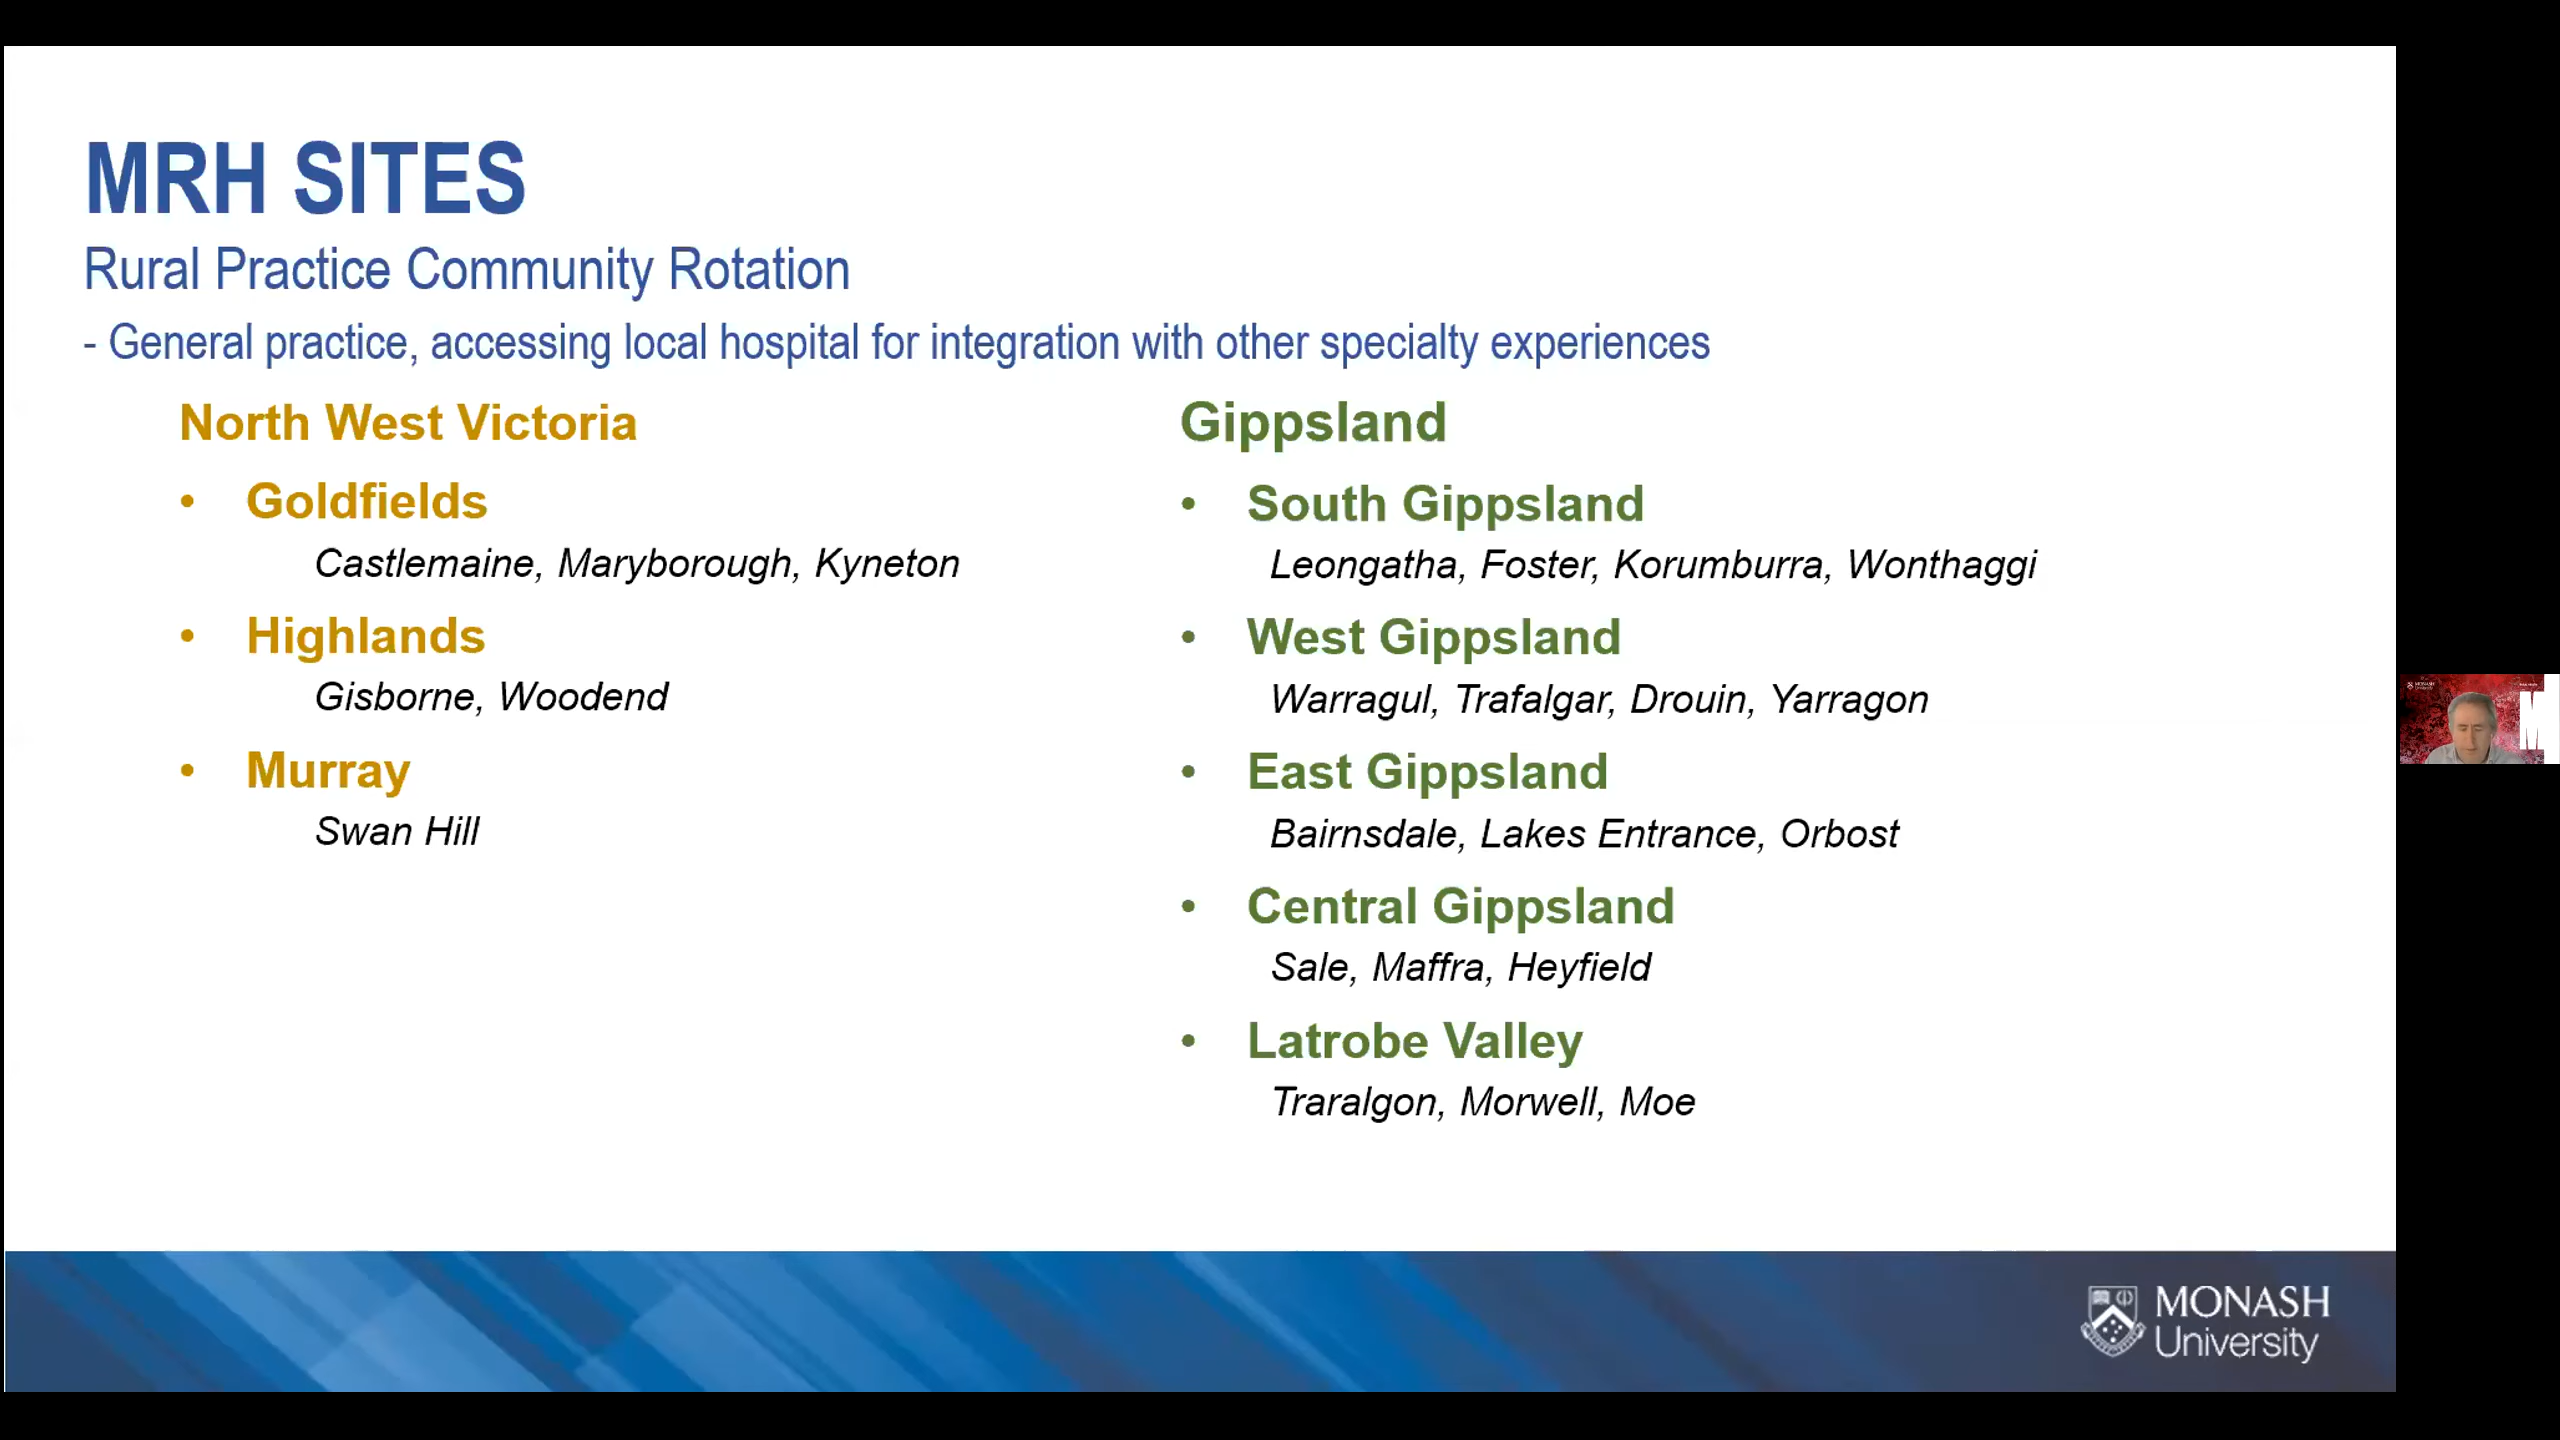 MRH SITES
Rural Practice Community Rotation
- General practice, accessing local hospital for integration with other specialty experiences
North West Victoria
• Goldfields
Castlemaine, Maryborough, Kyneton
• Highlands
Gisborne, Woodend
• Murray
Swan Hill
Gippsland
• South Gippsland
Leongatha, Foster, Korumburra, Wonthaggi
• West Gippsland
Warragul, Trafalgar, Drouin, Yarragon
• East Gippsland
Bairnsdale, Lakes Entrance, Orbost
• Central Gippsland
Sale, Maffra, Heyfield
• Latrobe Valley
Traralgon, Morwell, Moe
MONASH
University
MONASH
University
M